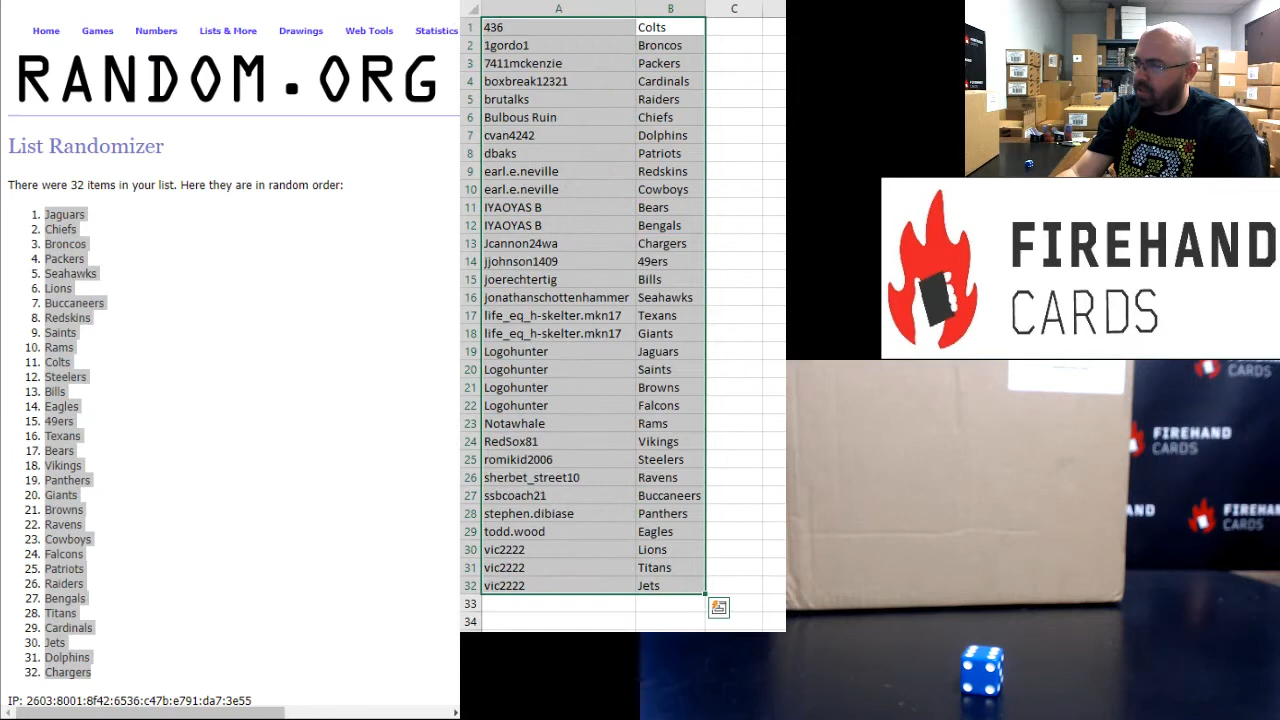 Home Games Numbers Lists & More Drawings Web Tools Statistics
RANDOM.ORG
List Randomizer
There were 32 items in your list. Here they are in random order:
1. Jaguars
2. Chiefs
3. Broncos
4. Packers
5. Seahawks
6. Lions
7. Buccaneers
8. Redskins
9. Saints
10. Rams
11. Colts
12. Steelers
13. Bills
14. Eagles
15. 49ers
16. Texans
17. Bears
18. Vikings
19. Panthers
20. Giants
21. Browns
22. Ravens
23. Cowboys
24. Falcons
25. Patriots
26. Raiders
27. Bengals
28. Titans
29. Cardinals
30. Jets
31. Dolphins
32. Chargers
IP: 2603:8001:8f42:6536:c47b:e791:da7:3e55
A B C
1 436 Colts
2 1gordo1 Broncos
3 7411mckenzie Packers
4 boxbreak12321 Cardinals
5 brutalks Raiders
6 Bulbous Ruin Chiefs
7 cvan4242 Dolphins
8 dbaks Patriots
9 earl.e.neville Redskins
10 earl.e.neville Cowboys
11 IYAOYAS B Bears
12 IYAOYAS B Bengals
13 Jcannon24wa Chargers
14 jjohnson1409 49ers
15 joerechtertig Bills
16 jonathanschottenhammer Seahawks
17 life_eq_h-skelter.mkn17 Texans
18 life_eq_h-skelter.mkn17 Giants
19 Logohunter Jaguars
20 Logohunter Saints
21 Logohunter Browns
22 Logohunter Falcons
23 Notawhale Rams
24 RedSox81 Vikings
25 romikid2006 Steelers
26 sherbet_street10 Ravens
27 ssbcoach21 Buccaneers
28 stephen.dibiase Panthers
29 todd.wood Eagles
30 vic2222 Lions
31 vic2222 Titans
32 vic2222 Jets
33
34
FIREHAND
CARDS
CARDS
FIREHAND
CARDS
AND
FIREHAND
CARDS